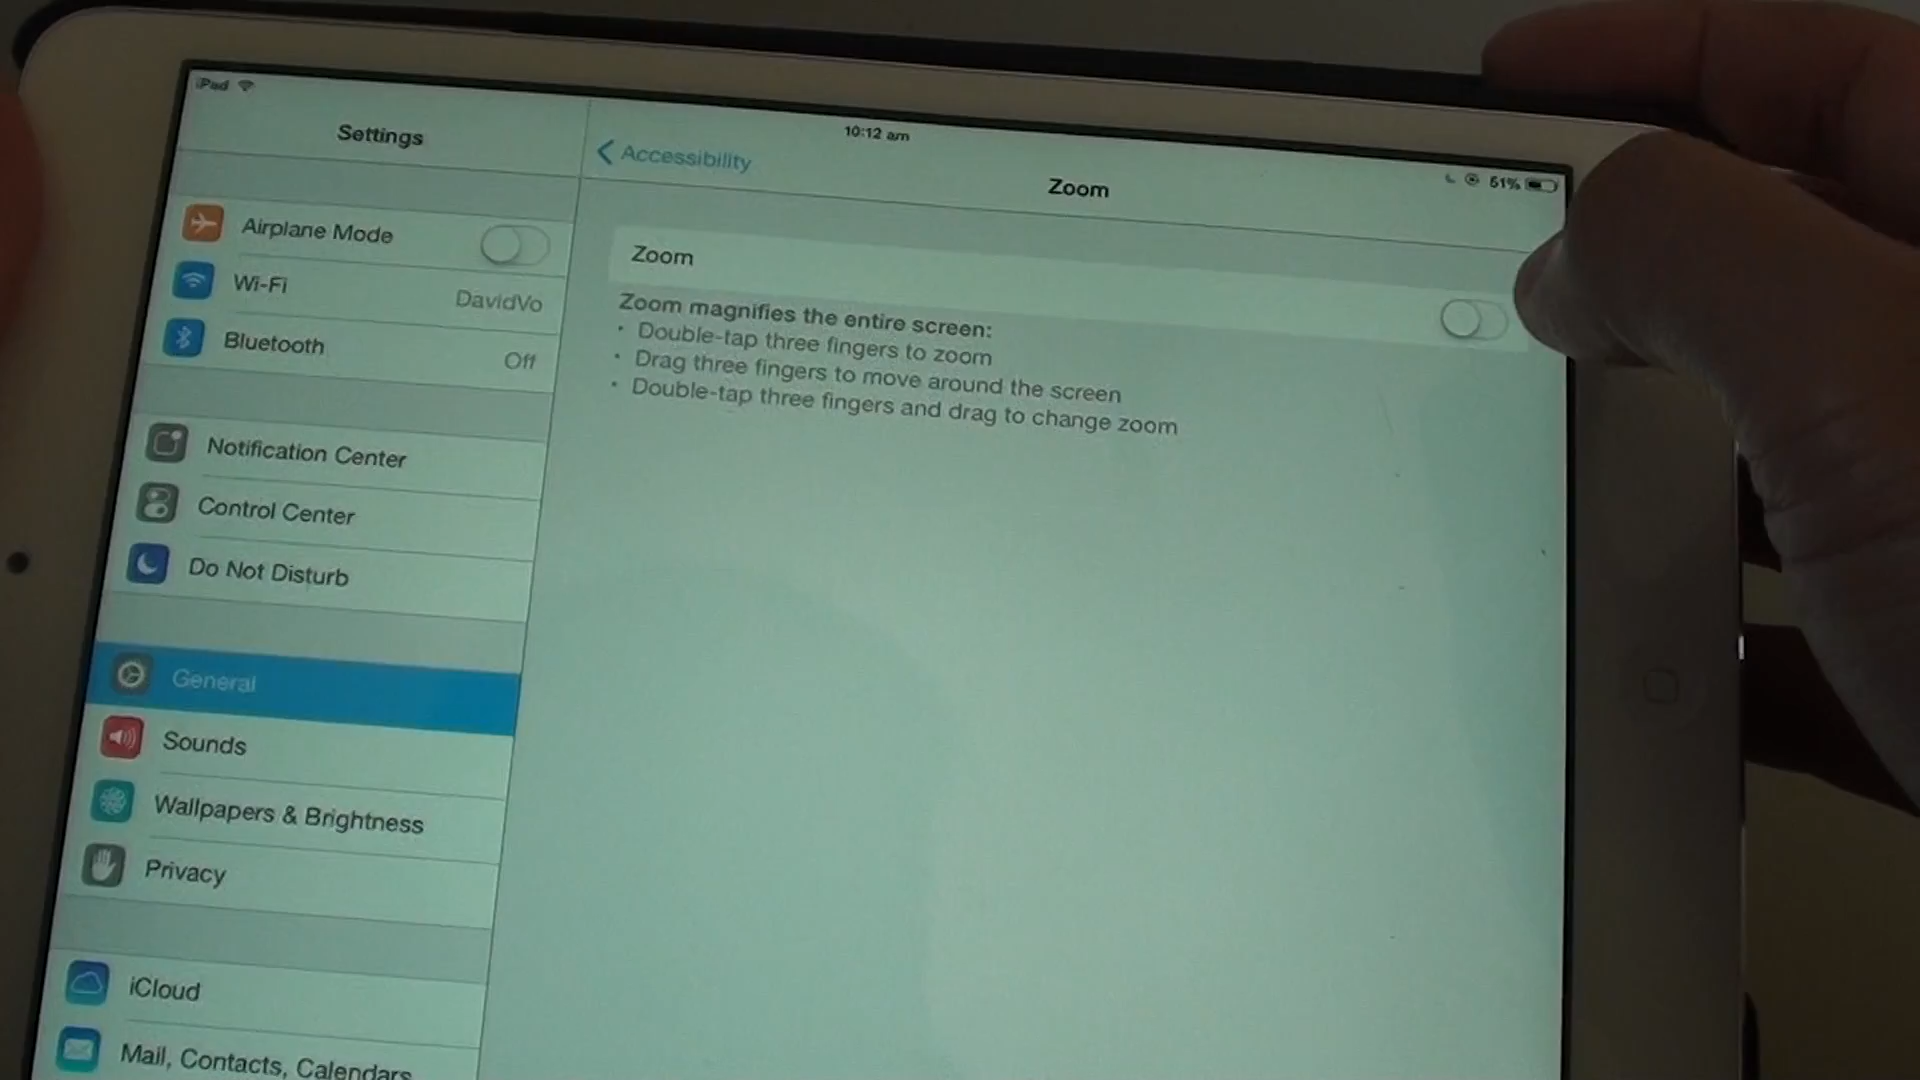 iPad
10:12 am
51%
Settings
Accessibility
Zoom
Airplane Mode
Wi-Fi
DavidVo
Bluetooth
Off
Notification Center
Control Center
Do Not Disturb
General
Sounds
Wallpapers & Brightness
Privacy
iCloud
Mail, Contacts, Calendars
Zoom
Zoom magnifies the entire screen:
• Double-tap three fingers to zoom
• Drag three fingers to move around the screen
• Double-tap three fingers and drag to change zoom